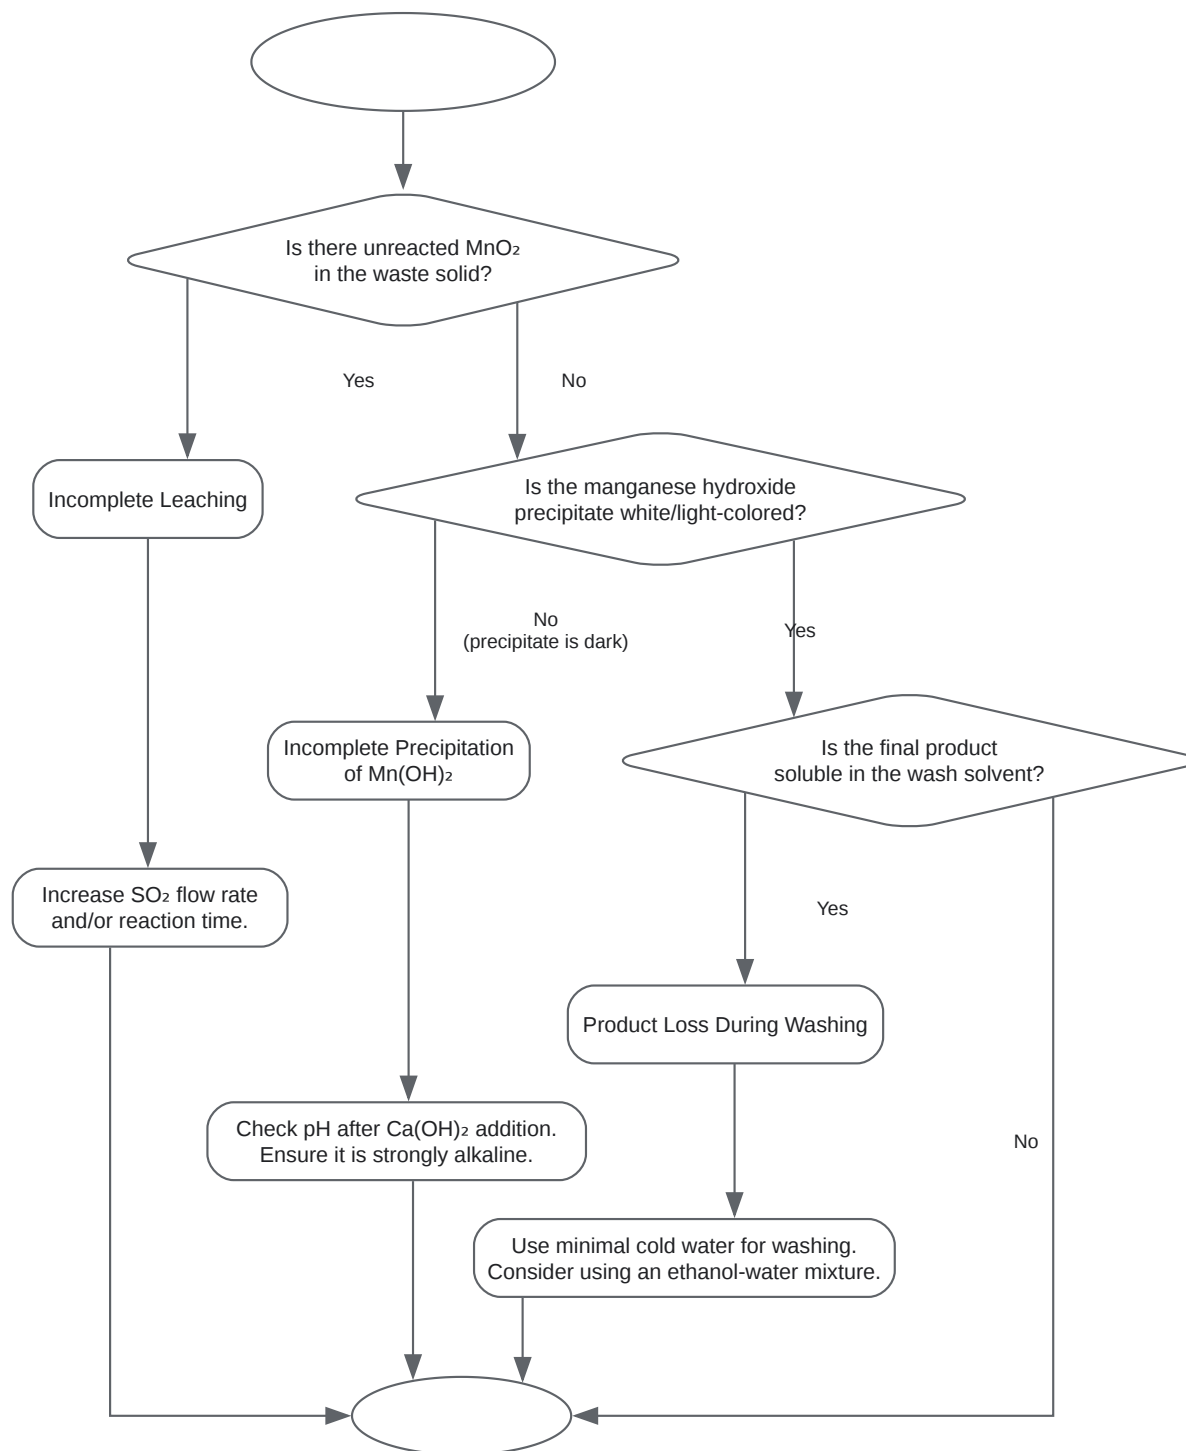 Is there unreacted MnO₂
in the waste solid?
Yes
No
Incomplete Leaching
Is the manganese hydroxide
precipitate white/light-colored?
No
(precipitate is dark)
Yes
Incomplete Precipitation
of Mn(OH)₂
Is the final product
soluble in the wash solvent?
Increase SO₂ flow rate
and/or reaction time.
Yes
Product Loss During Washing
Check pH after Ca(OH)₂ addition.
Ensure it is strongly alkaline.
No
Use minimal cold water for washing.
Consider using an ethanol-water mixture.